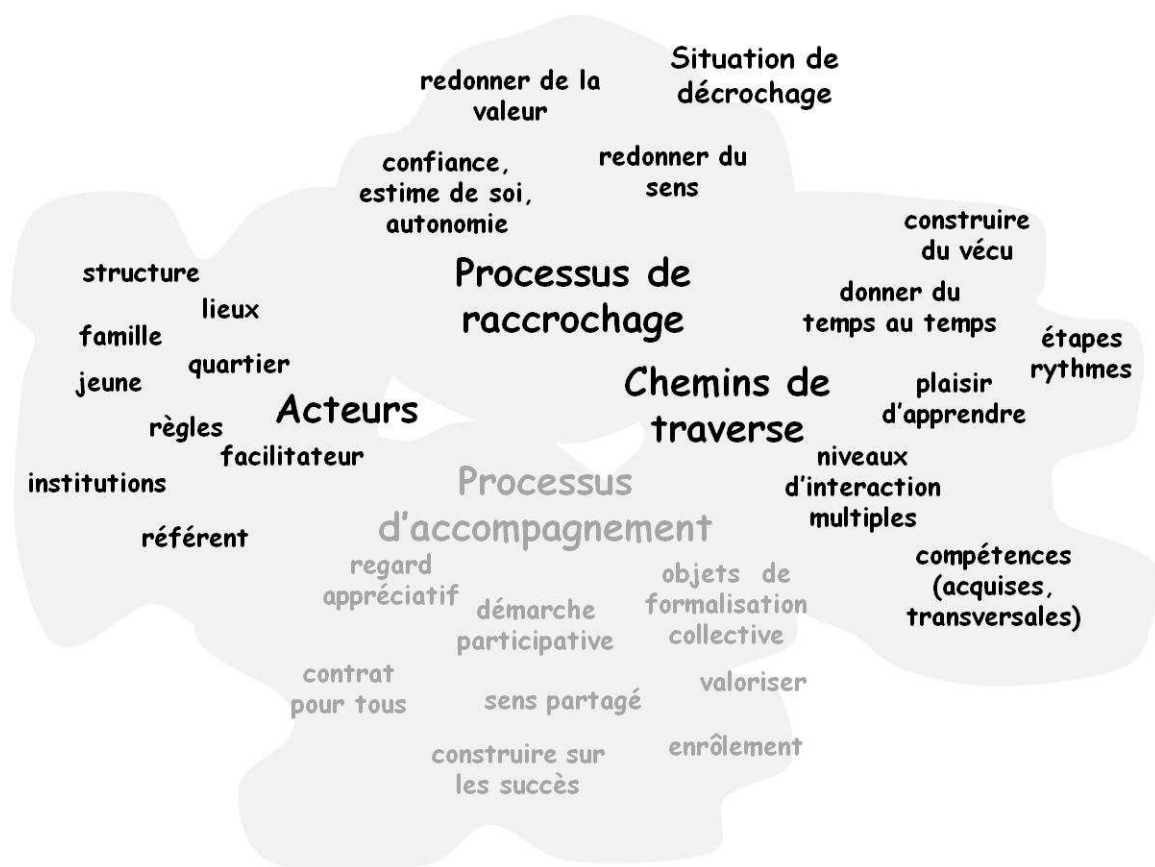 Situation de
décrochage
redonner de la
valeur
confiance,
estime de soi,
autonomie
redonner du
sens
Processus de
raccrochage
structure
lieux
famille
quartier
jeune
Acteurs
règles
facilitateur
institutions
référent
construire
du vécu
donner du
temps au temps
étapes
rythmes
Chemins de
traverse
plaisir
d'apprendre
niveaux
d'interaction
multiples
compétences
(acquises,
transversales)
Processus
d'accompagnement
regard
appréciatif
démarche
participative
objets de
formalisation
collective
contrat
pour tous
sens partagé
valoriser
construire sur
les succès
enrôlement